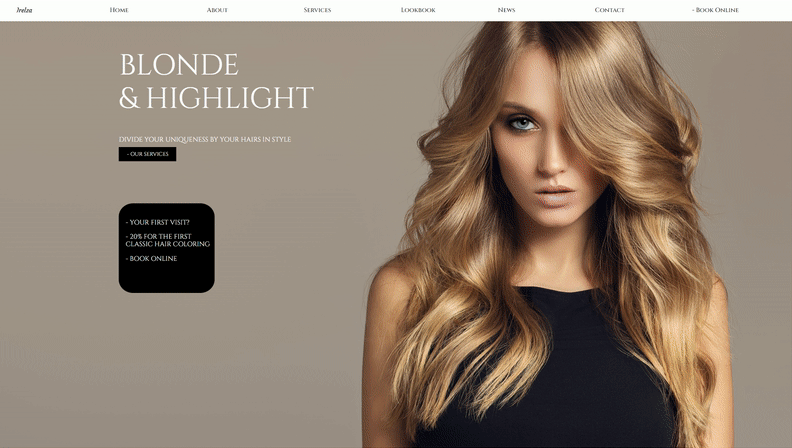 Irelza
Home
About
Services
Lookbook
News
Contact
- Book Online
BLONDE
& HIGHLIGHT
DIVIDE YOUR UNIQUENESS BY YOUR HAIRS IN STYLE
- OUR SERVICES
- YOUR FIRST VISIT?
- 20% FOR THE FIRST
CLASSIC HAIR COLORING
- BOOK ONLINE